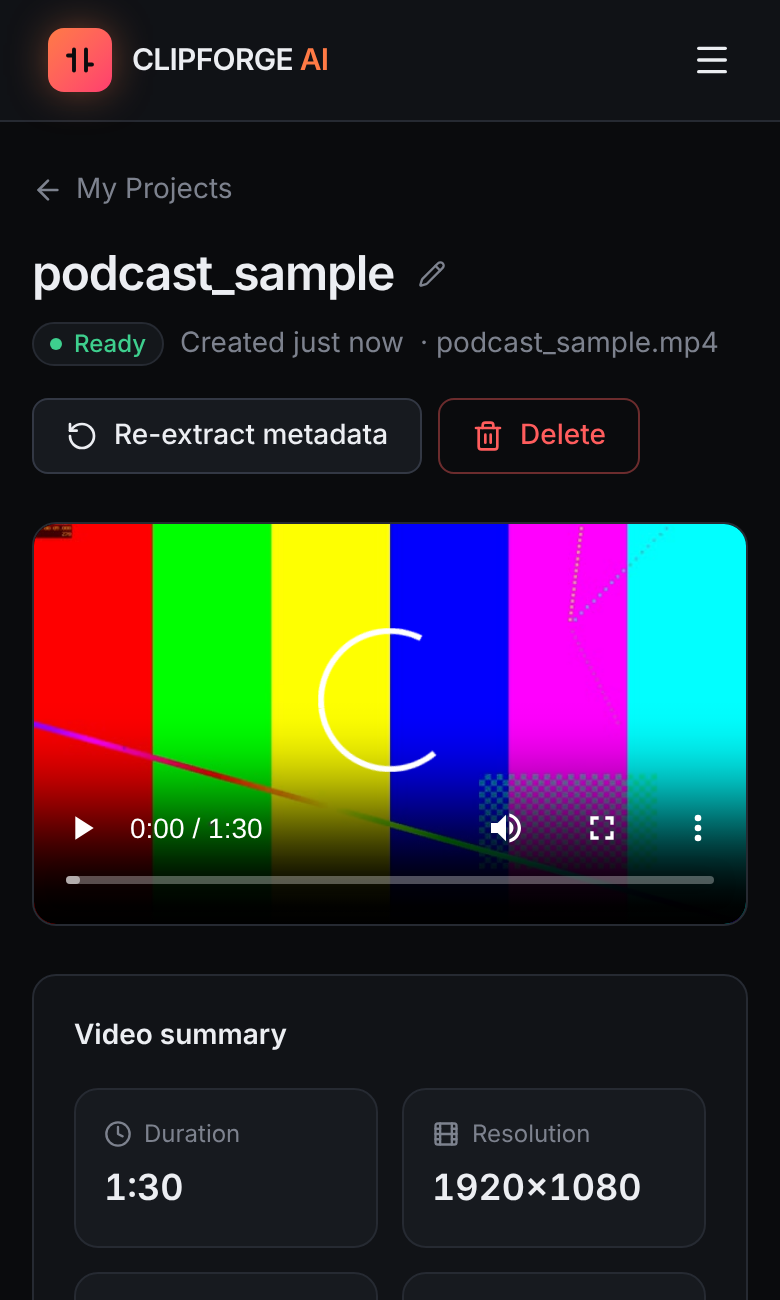 CLIPFORGE AI
My Projects
podcast_sample
Ready Created just now · podcast_sample.mp4
Re-extract metadata Delete
0:00 / 1:30
Video summary
Duration Resolution
1:30 1920×1080